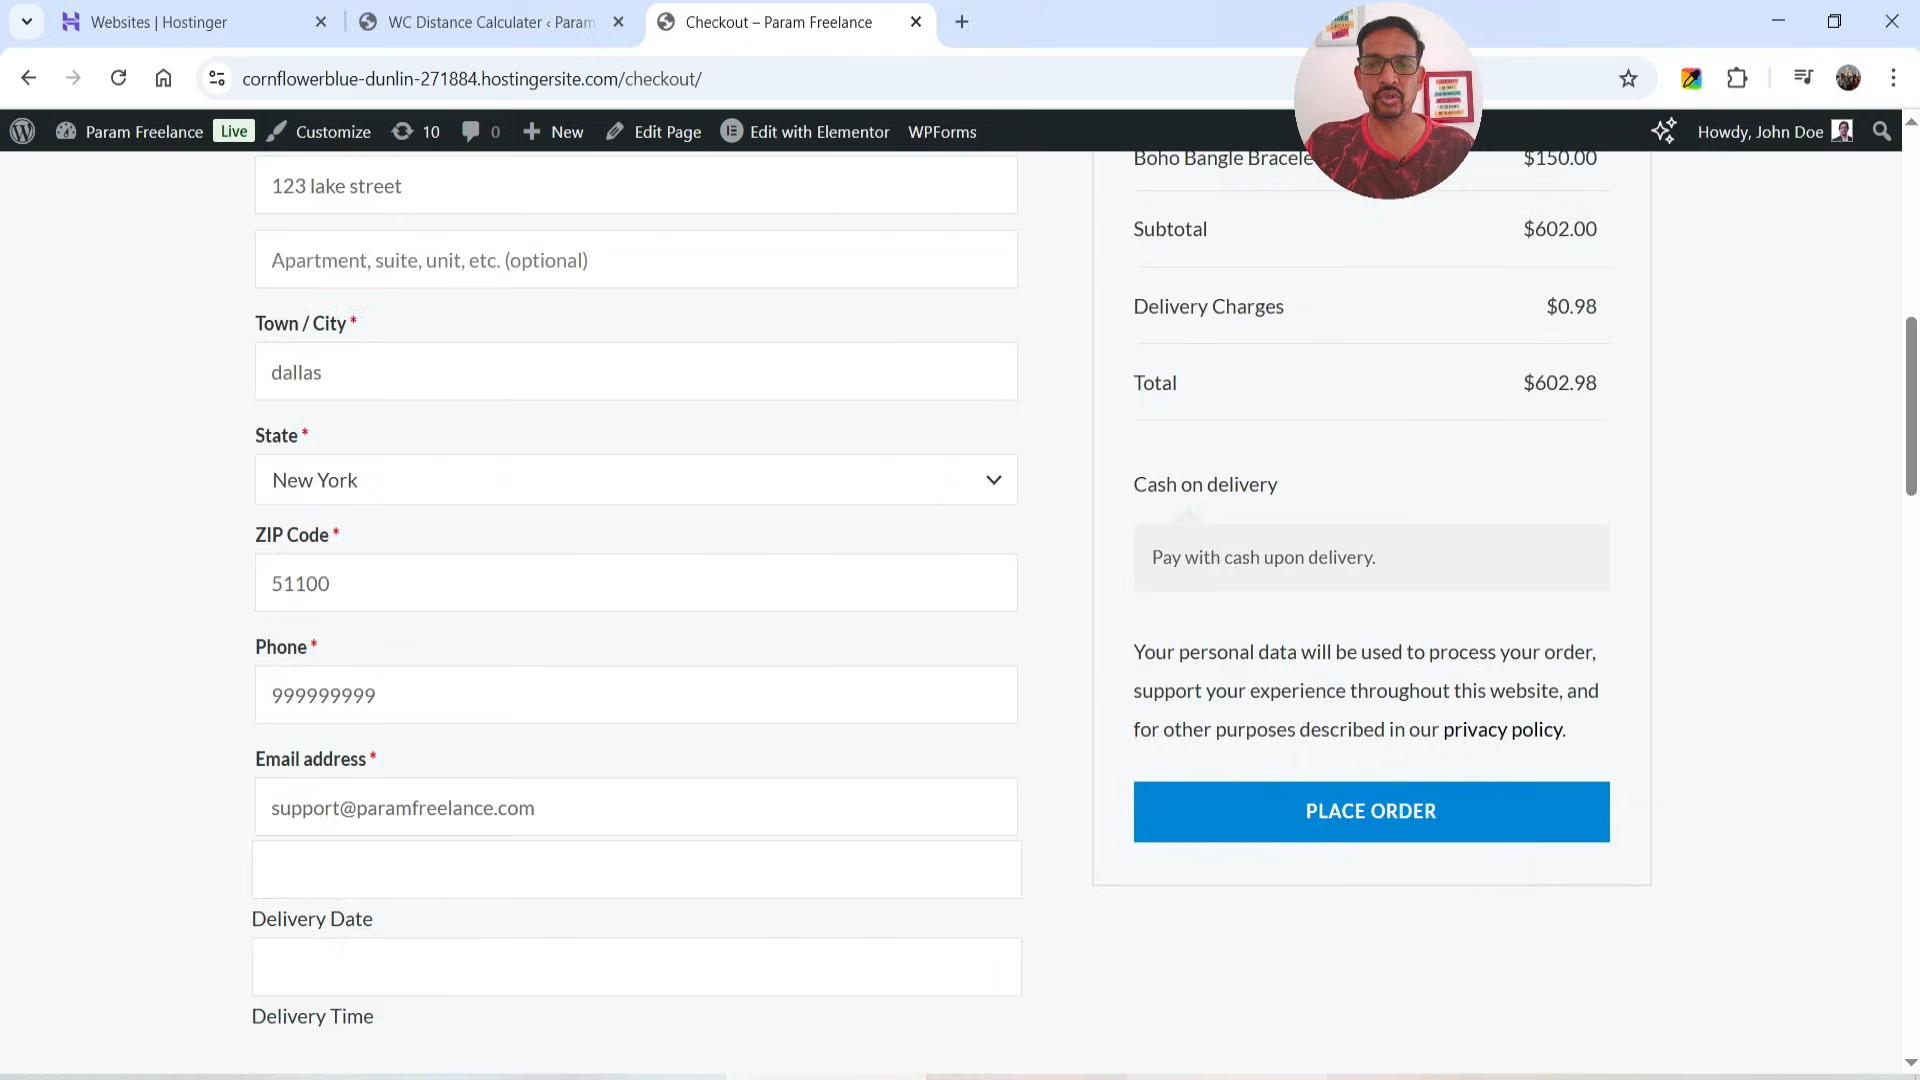 Websites | Hostinger
WC Distance Calculater ‹ Param
Checkout – Param Freelance
cornflowerblue-dunlin-271884.hostingersite.com/checkout/
Param Freelance
Live
Customize
10
0
New
Edit Page
Edit with Elementor
WPForms
Howdy, John Doe
123 lake street
Apartment, suite, unit, etc. (optional)
Town / City *
dallas
State *
New York
ZIP Code *
51100
Phone *
999999999
Email address *
support@paramfreelance.com
Delivery Date
Delivery Time
Boho Bangle Bracele
$150.00
Subtotal
$602.00
Delivery Charges
$0.98
Total
$602.98
Cash on delivery
Pay with cash upon delivery.
Your personal data will be used to process your order,
support your experience throughout this website, and
for other purposes described in our privacy policy.
PLACE ORDER